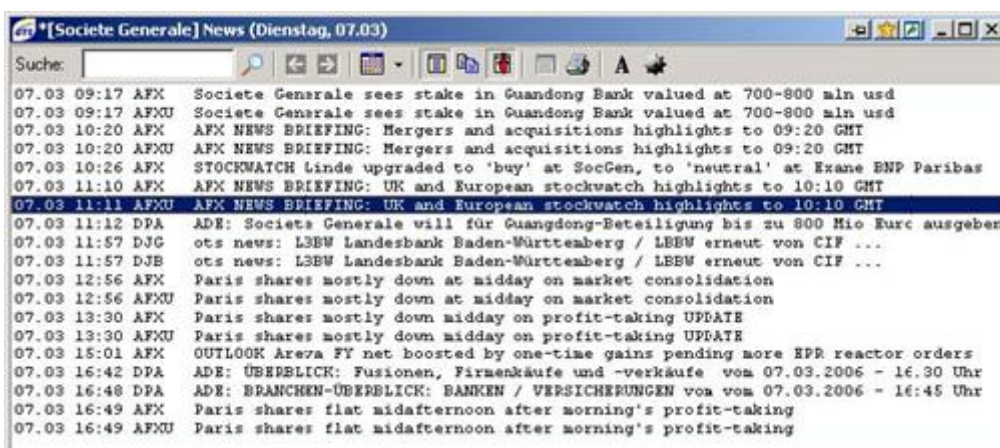 *[Societe Generale] News (Dienstag, 07.03)
Suche:
07.03 09:17 AFX Societe Generale sees stake in Guandong Bank valued at 700-800 mln usd
07.03 09:17 AFXU Societe Generale sees stake in Guandong Bank valued at 700-800 mln usd
07.03 10:20 AFX AFX NEWS BRIEFING: Mergers and acquisitions highlights to 09:20 GMT
07.03 10:20 AFXU AFX NEWS BRIEFING: Mergers and acquisitions highlights to 09:20 GMT
07.03 10:26 AFX STOCKWATCH Linde upgraded to 'buy' at SocGen, to 'neutral' at Exane BNP Paribas
07.03 11:10 AFX AFX NEWS BRIEFING: UK and European stockwatch highlights to 10:10 GMT
07.03 11:11 AFXU AFX NEWS BRIEFING: UK and European stockwatch highlights to 10:10 GMT
07.03 11:12 DPA ADE: Societe Generale will für Guangdong-Beteiligung bis zu 800 Mio Euro ausgeben
07.03 11:57 DJG ots news: L3BW Landesbank Baden-Württemberg / LBBW erneut von CIF ...
07.03 11:57 DJB ots news: L3BW Landesbank Baden-Württemberg / LBBW erneut von CIF ...
07.03 12:56 AFX Paris shares mostly down at midday on market consolidation
07.03 12:56 AFXU Paris shares mostly down at midday on market consolidation
07.03 13:30 AFX Paris shares mostly down midday on profit-taking UPDATE
07.03 13:30 AFXU Paris shares mostly down midday on profit-taking UPDATE
07.03 15:01 AFX OUTLOOK Areva FY net boosted by one-time gains pending more EPR reactor orders
07.03 16:42 DPA ADE: ÜBERBLICK: Fusionen, Firmenkäufe und -verkäufe vom 07.03.2006 - 16.30 Uhr
07.03 16:48 DPA ADE: BRANCHEN-ÜBERBLICK: BANKEN / VERSICHERUNGEN von vom 07.03.2006 - 16:45 Uhr
07.03 16:49 AFX Paris shares flat midafternoon after morning's profit-taking
07.03 16:49 AFXU Paris shares flat midafternoon after morning's profit-taking